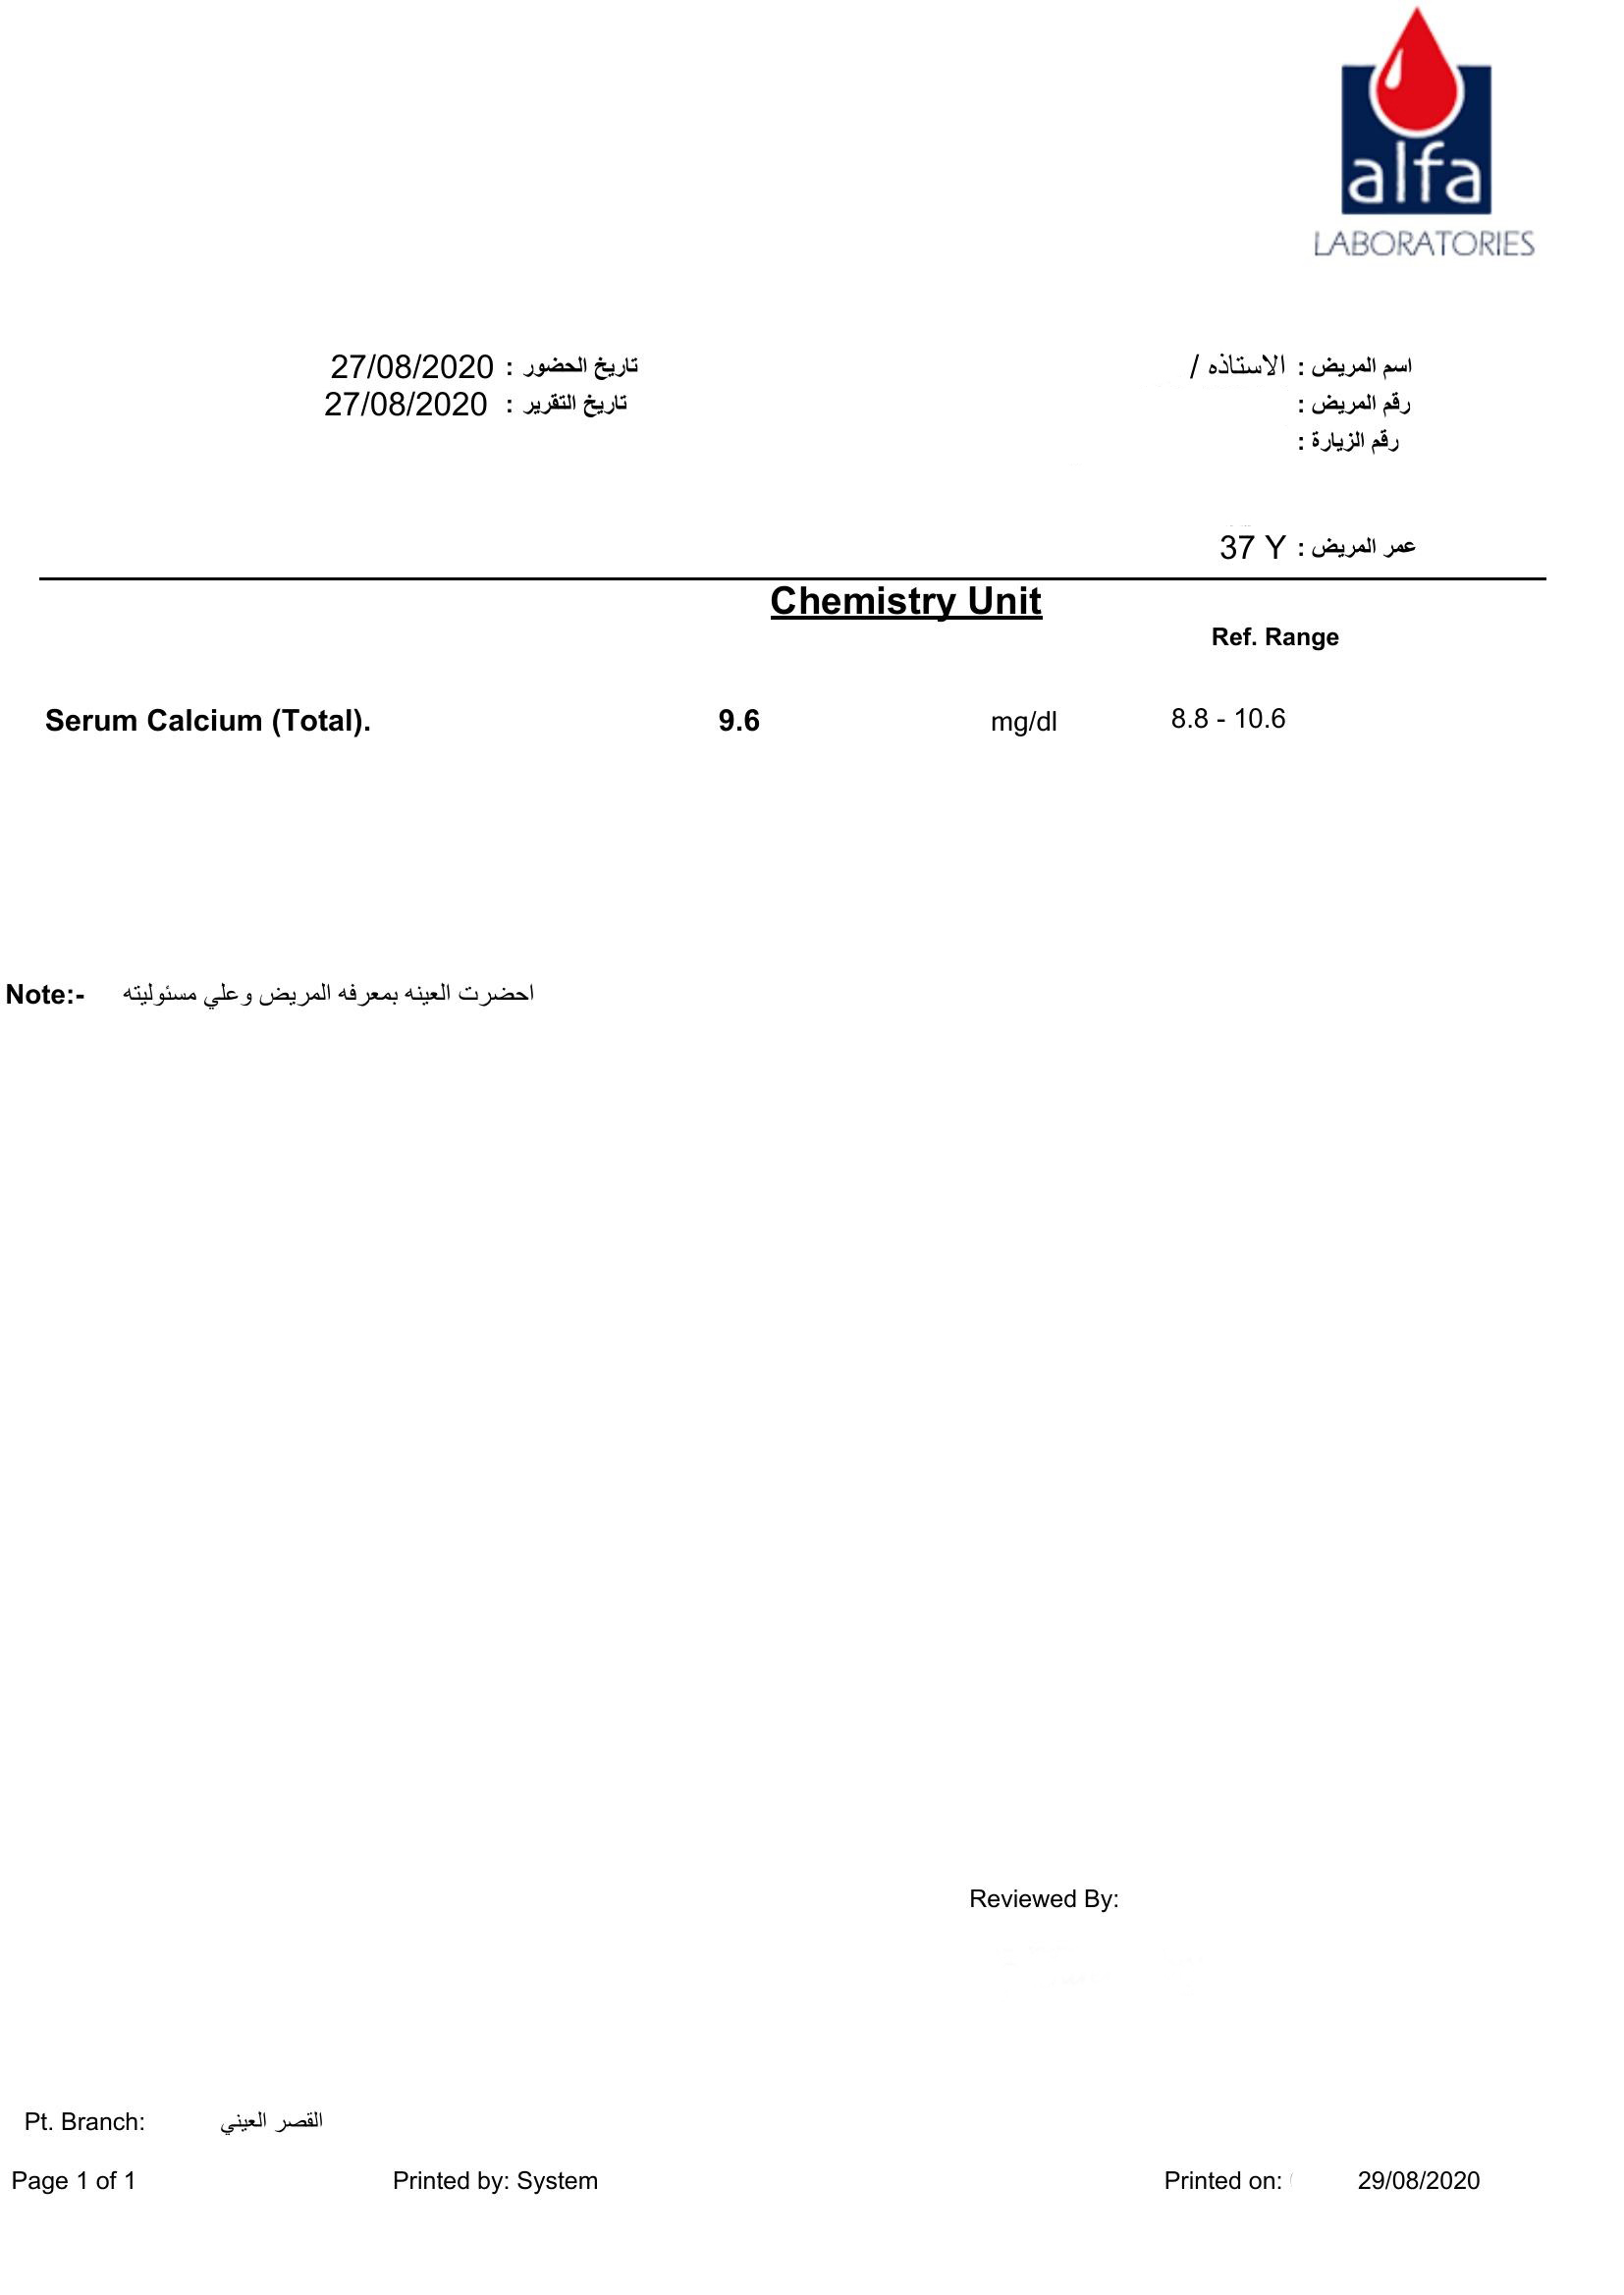 alfa
LABORATORIES
اسم المريض : الاستاذه /
تاريخ الحضور : 27/08/2020
رقم المريض :
تاريخ التقرير : 27/08/2020
رقم الزيارة :
عمر المريض : 37 Y
Chemistry Unit
Ref. Range
Serum Calcium (Total). 9.6 mg/dl 8.8 - 10.6
Note:- احضرت العينه بمعرفه المريض وعلي مسئوليته
Reviewed By:
Pt. Branch: القصر العيني
Page 1 of 1 Printed by: System Printed on: 29/08/2020